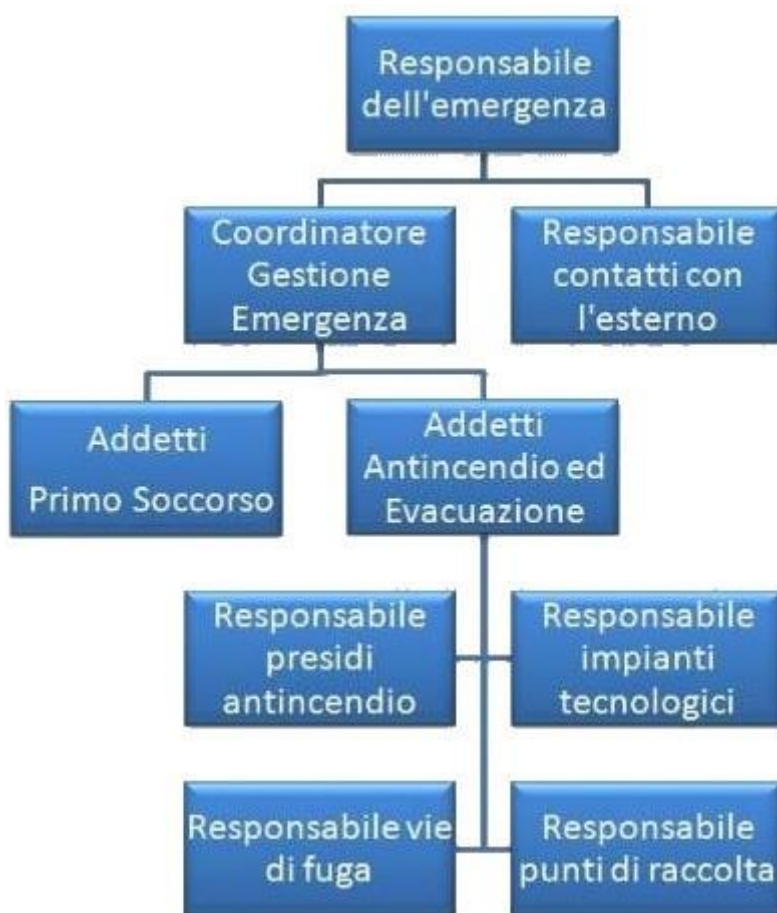 Responsabile
dell'emergenza
Coordinatore
Gestione
Emergenza
Responsabile
contatti con
l'esterno
Addetti
Primo Soccorso
Addetti
Antincendio ed
Evacuazione
Responsabile
presidi
antincendio
Responsabile
impianti
tecnologici
Responsabile vie
di fuga
Responsabile
punti di raccolta